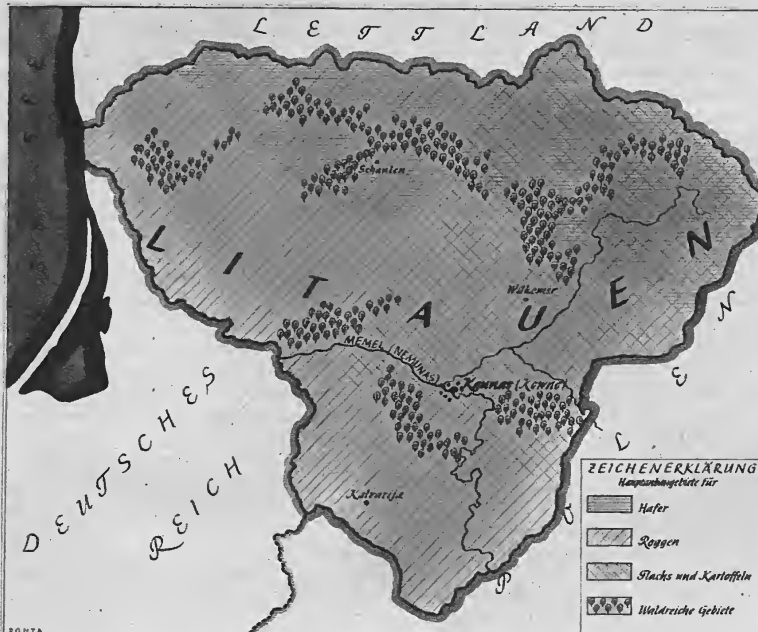 LETTLAND
LITAUEN
Schaulen
Wilkomir
MEMEL (NEMUNAS)
Kaunas (Kowno)
Kalvarija
DEUTSCHES
REICH
POLEN
ZEICHENERKLÄRUNG
Hauptanbaugebiete für
Hafer
Roggen
Flachs und Kartoffeln
Waldreiche Gebiete